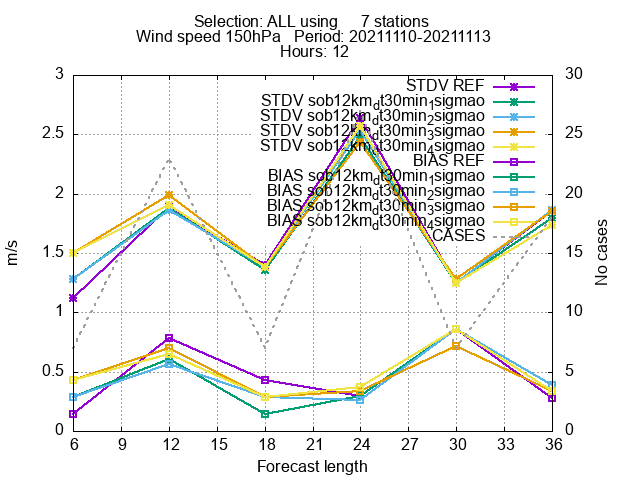 Selection: ALL using 7 stations
Wind speed 150hPa Period: 20211110-20211113
Hours: 12
STDV REF
STDV sob12km_dt30min_1sigmao
STDV sob12km_dt30min_2sigmao
STDV sob12km_dt30min_3sigmao
STDV sob12km_dt30min_4sigmao
BIAS REF
BIAS sob12km_dt30min_1sigmao
BIAS sob12km_dt30min_2sigmao
BIAS sob12km_dt30min_3sigmao
BIAS sob12km_dt30min_4sigmao
CASES
3
2.5
2
1.5
1
0.5
0
m/s
30
25
20
15
10
5
0
No cases
6 9 12 15 18 21 24 27 30 33 36
Forecast length